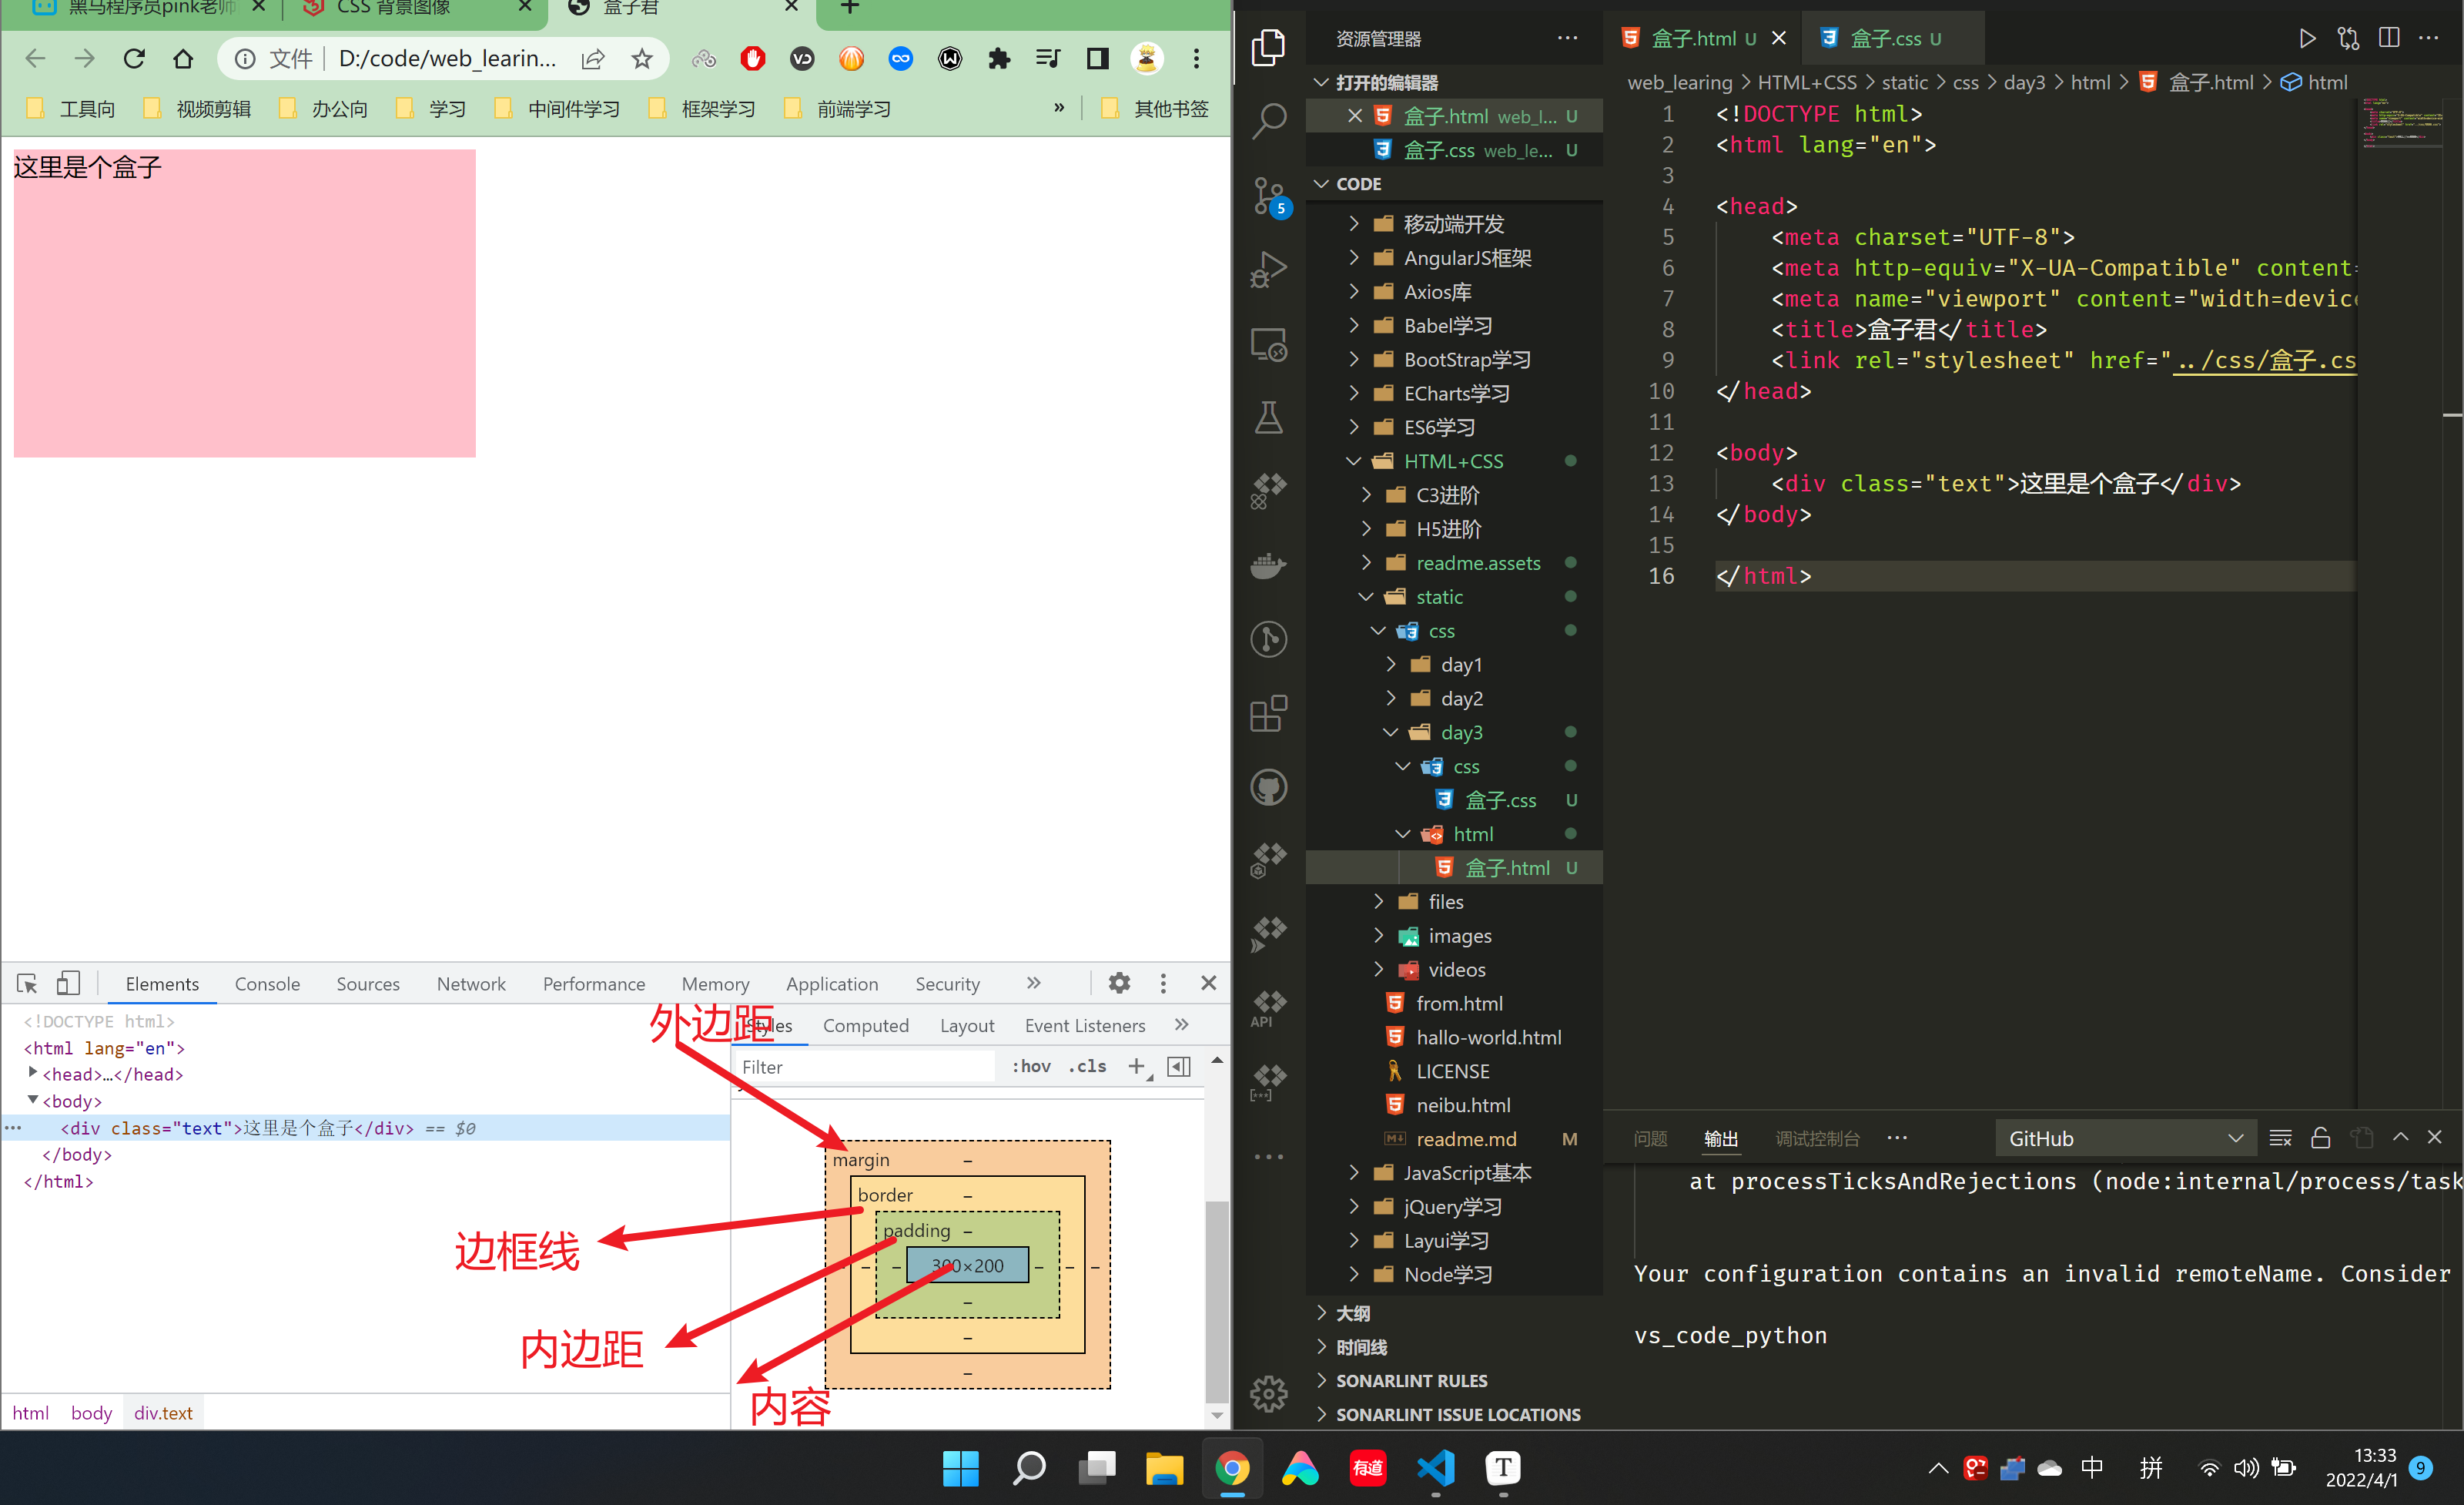 黑马程序员pink老师
CSS 背景图像
盒子君
文件
D:/code/web_learin...
工具向
视频剪辑
办公向
学习
中间件学习
框架学习
前端学习
»
其他书签
这里是个盒子
Elements
Console
Sources
Network
Performance
Memory
Application
Security
<!DOCTYPE html>
<html lang="en">
<head>…</head>
<body>
<div class="text">这里是个盒子</div> == $0
</body>
</html>
html
body
div.text
外边距
Styles
Computed
Layout
Event Listeners
Filter
:hov
.cls
margin
border
padding
300×200
边框线
内边距
内容
资源管理器
打开的编辑器
盒子.html web_l... U
盒子.css web_le... U
CODE
移动端开发
AngularJS框架
Axios库
Babel学习
BootStrap学习
ECharts学习
ES6学习
HTML+CSS
C3进阶
H5进阶
readme.assets
static
css
day1
day2
day3
css
盒子.css U
html
盒子.html U
files
images
videos
from.html
hallo-world.html
LICENSE
neibu.html
readme.md M
JavaScript基本
jQuery学习
Layui学习
Node学习
大纲
时间线
SONARLINT RULES
SONARLINT ISSUE LOCATIONS
5
API
盒子.html U
盒子.css U
web_learing > HTML+CSS > static > css > day3 > html > 盒子.html > html
1 <!DOCTYPE html>
2 <html lang="en">
3
4 <head>
5 <meta charset="UTF-8">
6 <meta http-equiv="X-UA-Compatible" content=
7 <meta name="viewport" content="width=device
8 <title>盒子君</title>
9 <link rel="stylesheet" href="../css/盒子.cs
10 </head>
11
12 <body>
13 <div class="text">这里是个盒子</div>
14 </body>
15
16 </html>
问题
输出
调试控制台
GitHub
at processTicksAndRejections (node:internal/process/task
Your configuration contains an invalid remoteName. Consider
vs_code_python
有道
T
中
拼
13:33
2022/4/1
9